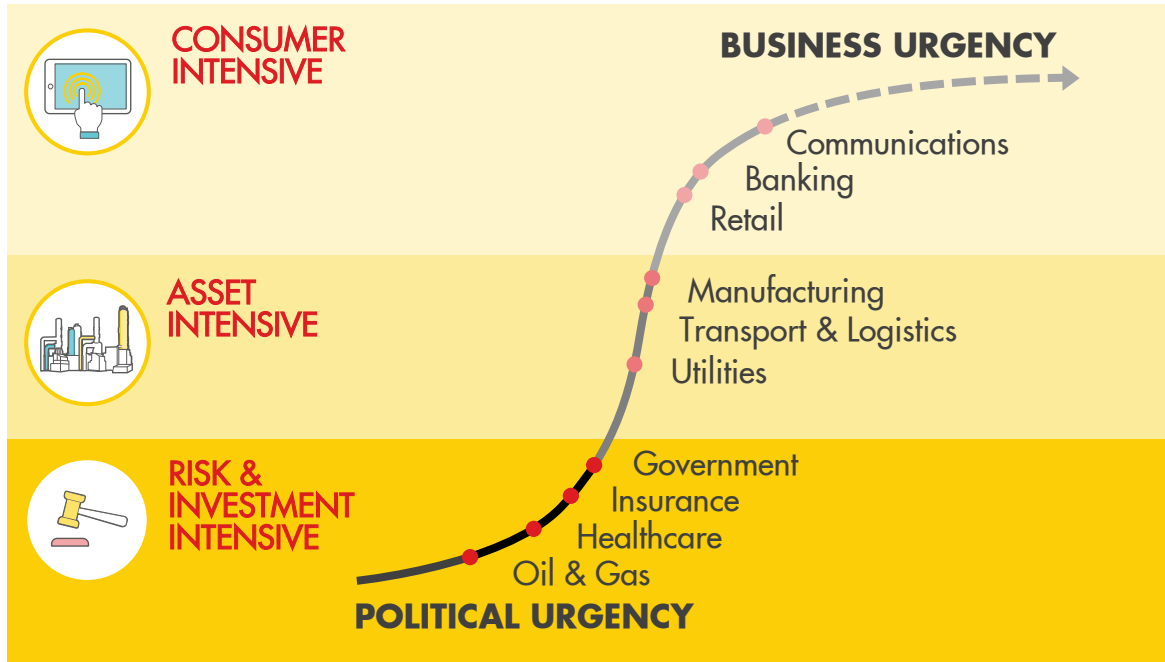 CONSUMER
INTENSIVE
BUSINESS URGENCY
Communications
Banking
Retail
ASSET
INTENSIVE
Manufacturing
Transport & Logistics
Utilities
RISK &
INVESTMENT
INTENSIVE
Government
Insurance
Healthcare
Oil & Gas
POLITICAL URGENCY